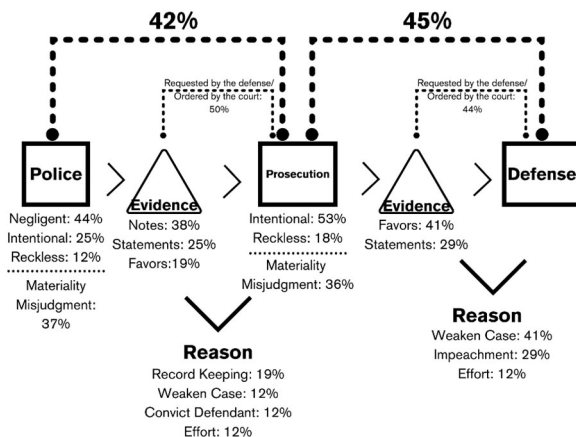 42%
45%
Requested by the defense/
Ordered by the court:
50%
Requested by the defense/
Ordered by the court:
44%
Police
Evidence
Prosecution
Evidence
Defense
Negligent: 44%
Intentional: 25%
Reckless: 12%
Materiality
Misjudgment:
37%
Notes: 38%
Statements: 25%
Favors:19%
Intentional: 53%
Reckless: 18%
Materiality
Misjudgment: 36%
Favors: 41%
Statements: 29%
Reason
Record Keeping: 19%
Weaken Case: 12%
Convict Defendant: 12%
Effort: 12%
Reason
Weaken Case: 41%
Impeachment: 29%
Effort: 12%